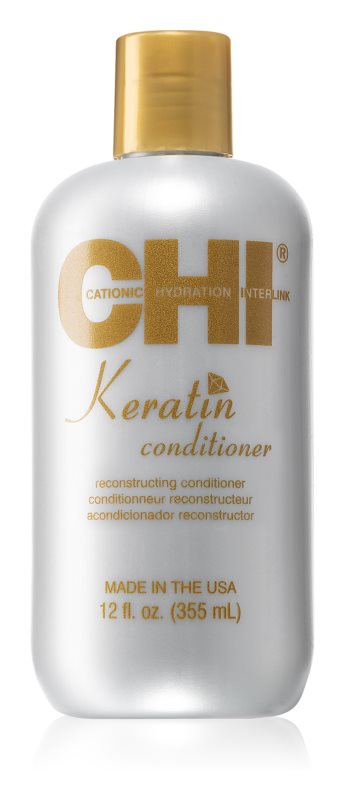 CHI®
CATIONIC HYDRATION INTERLINK
Keratin
conditioner
reconstructing conditioner
conditionneur reconstructeur
acondicionador reconstructor
MADE IN THE USA
12 fl. oz. (355 mL)